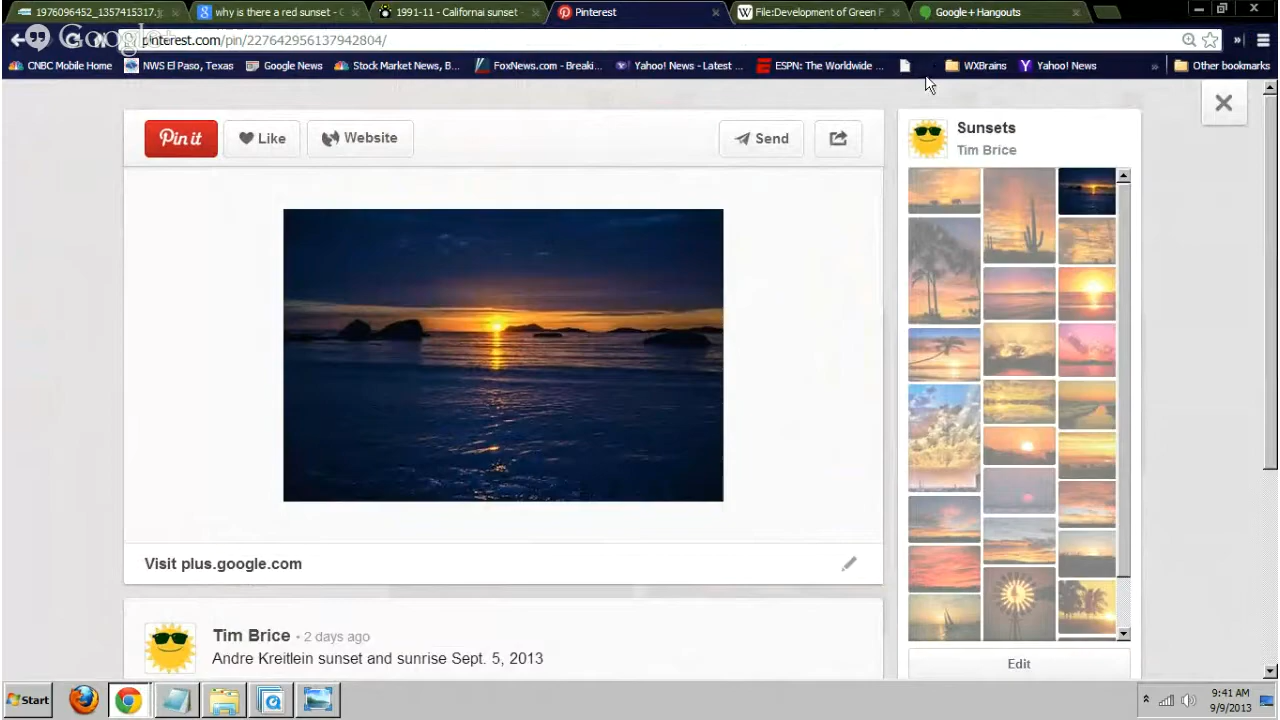 1976096452_1357415317.j
why is there a red sunset - G
1991-11 - Californai sunset -
Pinterest
File:Development of Green F
Google+ Hangouts
Google+
pinterest.com/pin/227642956137942804/
CNBC Mobile Home
NWS El Paso, Texas
Google News
Stock Market News, B...
FoxNews.com - Breaki...
Yahoo! News - Latest ...
ESPN: The Worldwide ...
WXBrains
Yahoo! News
Other bookmarks
Pin it
Like
Website
Send
Sunsets
Tim Brice
Visit plus.google.com
Tim Brice • 2 days ago
Andre Kreitlein sunset and sunrise Sept. 5, 2013
Edit
Start
9:41 AM
9/9/2013